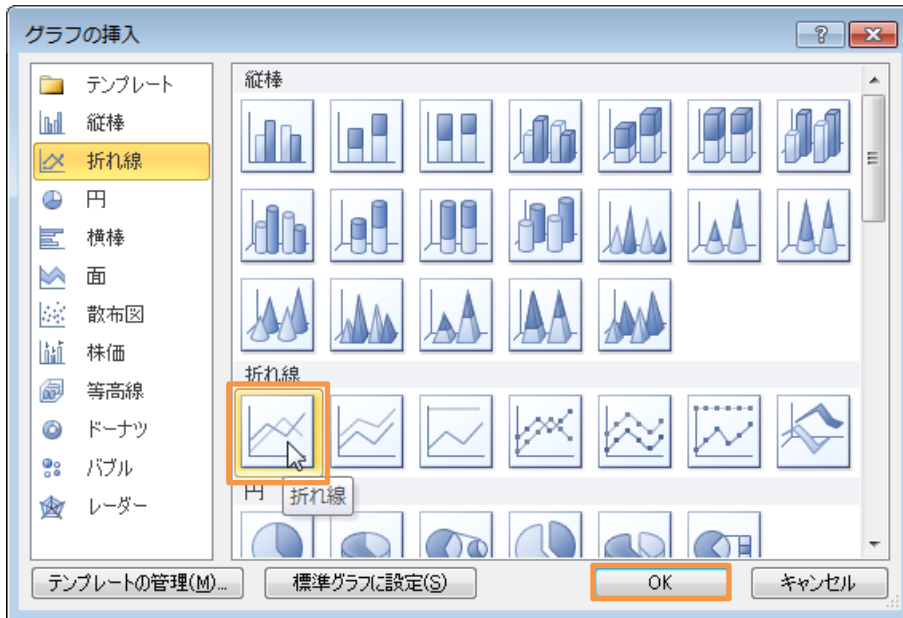 グラフの挿入
テンプレート
縦棒
折れ線
円
横棒
面
散布図
株価
等高線
ドーナツ
バブル
レーダー
縦棒
折れ線
円
折れ線
テンプレートの管理(M)...
標準グラフに設定(S)
OK
キャンセル